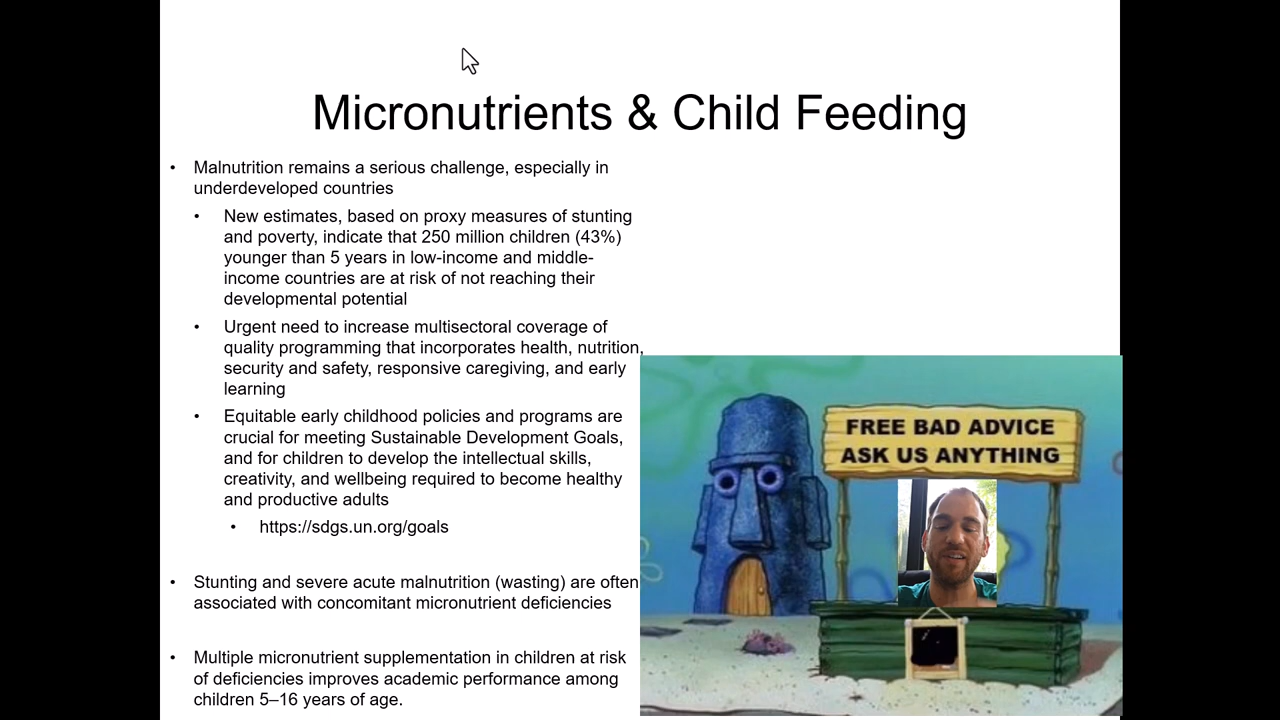 Micronutrients & Child Feeding
• Malnutrition remains a serious challenge, especially in
underdeveloped countries
• New estimates, based on proxy measures of stunting
and poverty, indicate that 250 million children (43%)
younger than 5 years in low-income and middle-
income countries are at risk of not reaching their
developmental potential
• Urgent need to increase multisectoral coverage of
quality programming that incorporates health, nutrition,
security and safety, responsive caregiving, and early
learning
• Equitable early childhood policies and programs are
crucial for meeting Sustainable Development Goals,
and for children to develop the intellectual skills,
creativity, and wellbeing required to become healthy
and productive adults
• https://sdgs.un.org/goals
• Stunting and severe acute malnutrition (wasting) are often
associated with concomitant micronutrient deficiencies
• Multiple micronutrient supplementation in children at risk
of deficiencies improves academic performance among
children 5–16 years of age.
FREE BAD ADVICE
ASK US ANYTHING